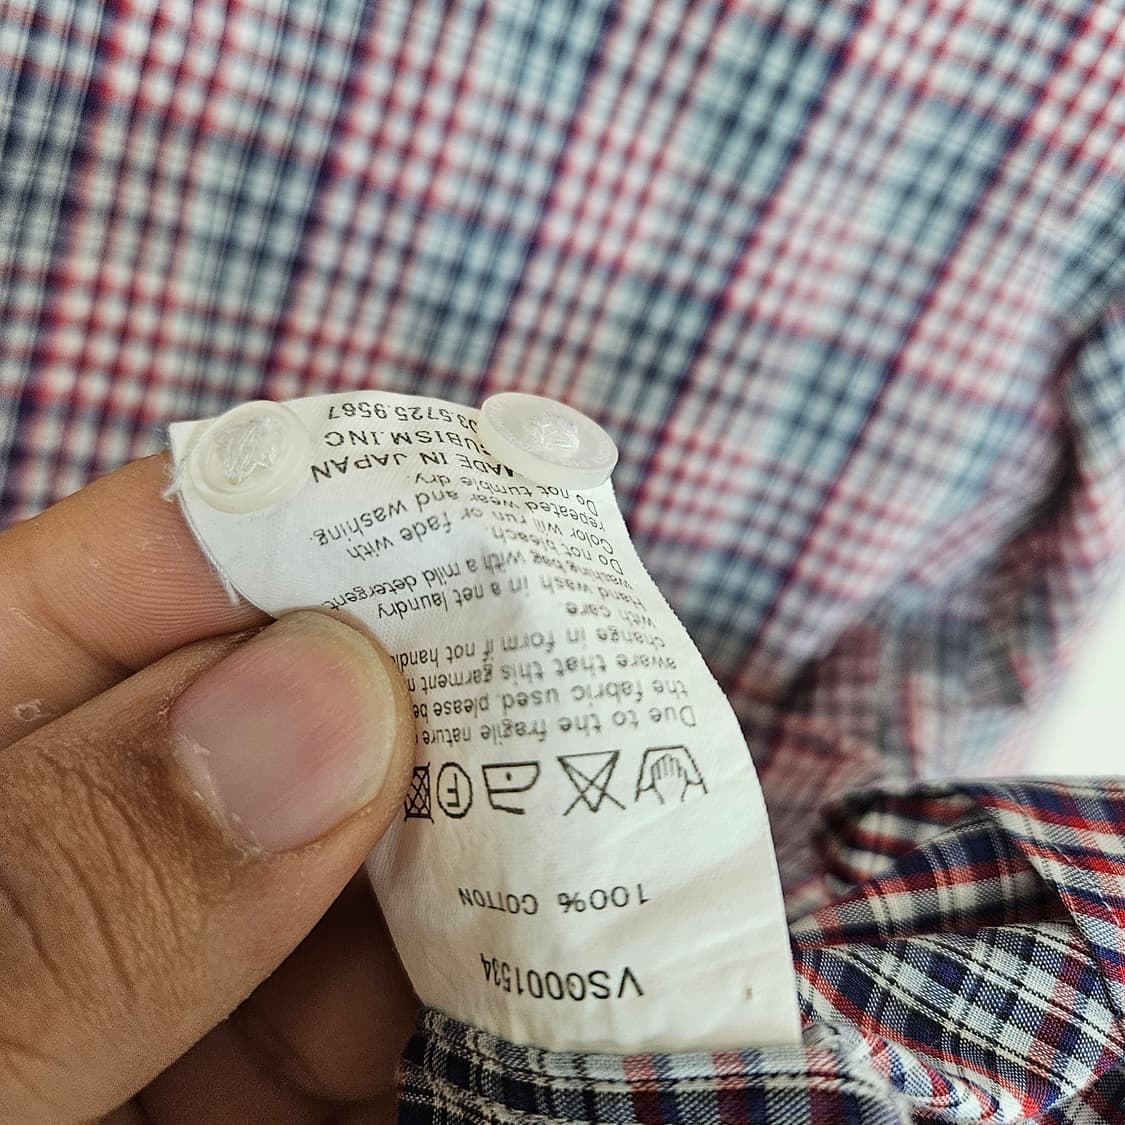 VS0001534
100% COTTON
Due to the fragile nature
the fabric used, please be
aware that this garment
change in form if not
with care.
Hand wash in a net laundry
washing bag with a mild detergent.
Do not bleach.
Color will run or fade with
repeated wear and washing.
Do not tumble dry.
MADE IN JAPAN
CUBISM.INC
03.5725.9567